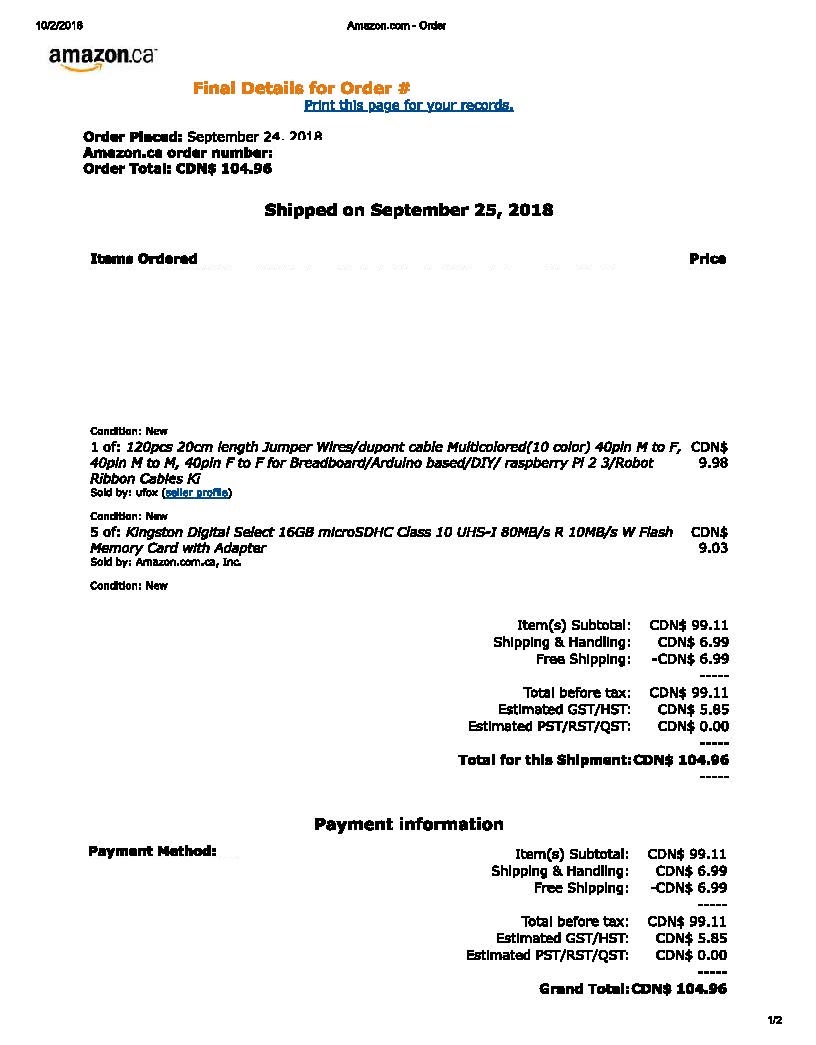 10/2/2018
Amazon.com - Order
amazon.ca
Final Details for Order #
Print this page for your records.
Order Placed: September 24, 2018
Amazon.ca order number:
Order Total: CDN$ 104.96
Shipped on September 25, 2018
Items Ordered Price
Condition: New
1 of: 120pcs 20cm length Jumper Wires/dupont cable Multicolored(10 color) 40pin M to F, CDN$
40pin M to M, 40pin F to F for Breadboard/Arduino based/DIY/ raspberry Pi 2 3/Robot 9.98
Ribbon Cables Ki
Sold by: ufox (seller profile)
Condition: New
5 of: Kingston Digital Select 16GB microSDHC Class 10 UHS-I 80MB/s R 10MB/s W Flash CDN$
Memory Card with Adapter 9.03
Sold by: Amazon.com.ca, Inc.
Condition: New
Item(s) Subtotal: CDN$ 99.11
Shipping & Handling: CDN$ 6.99
Free Shipping: -CDN$ 6.99
-----
Total before tax: CDN$ 99.11
Estimated GST/HST: CDN$ 5.85
Estimated PST/RST/QST: CDN$ 0.00
-----
Total for this Shipment: CDN$ 104.96
-----
Payment information
Payment Method:
Item(s) Subtotal: CDN$ 99.11
Shipping & Handling: CDN$ 6.99
Free Shipping: -CDN$ 6.99
-----
Total before tax: CDN$ 99.11
Estimated GST/HST: CDN$ 5.85
Estimated PST/RST/QST: CDN$ 0.00
-----
Grand Total: CDN$ 104.96
1/2